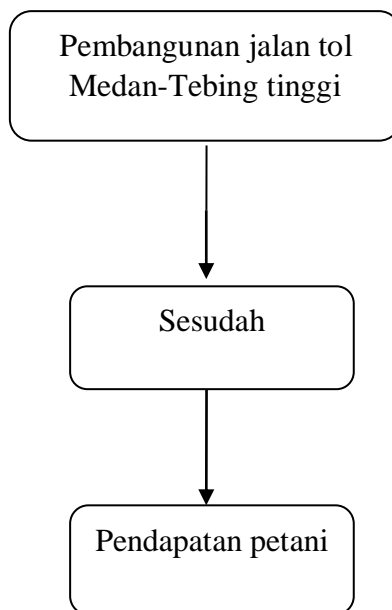 Pembangunan jalan tol
Medan-Tebing tinggi
Sesudah
Pendapatan petani